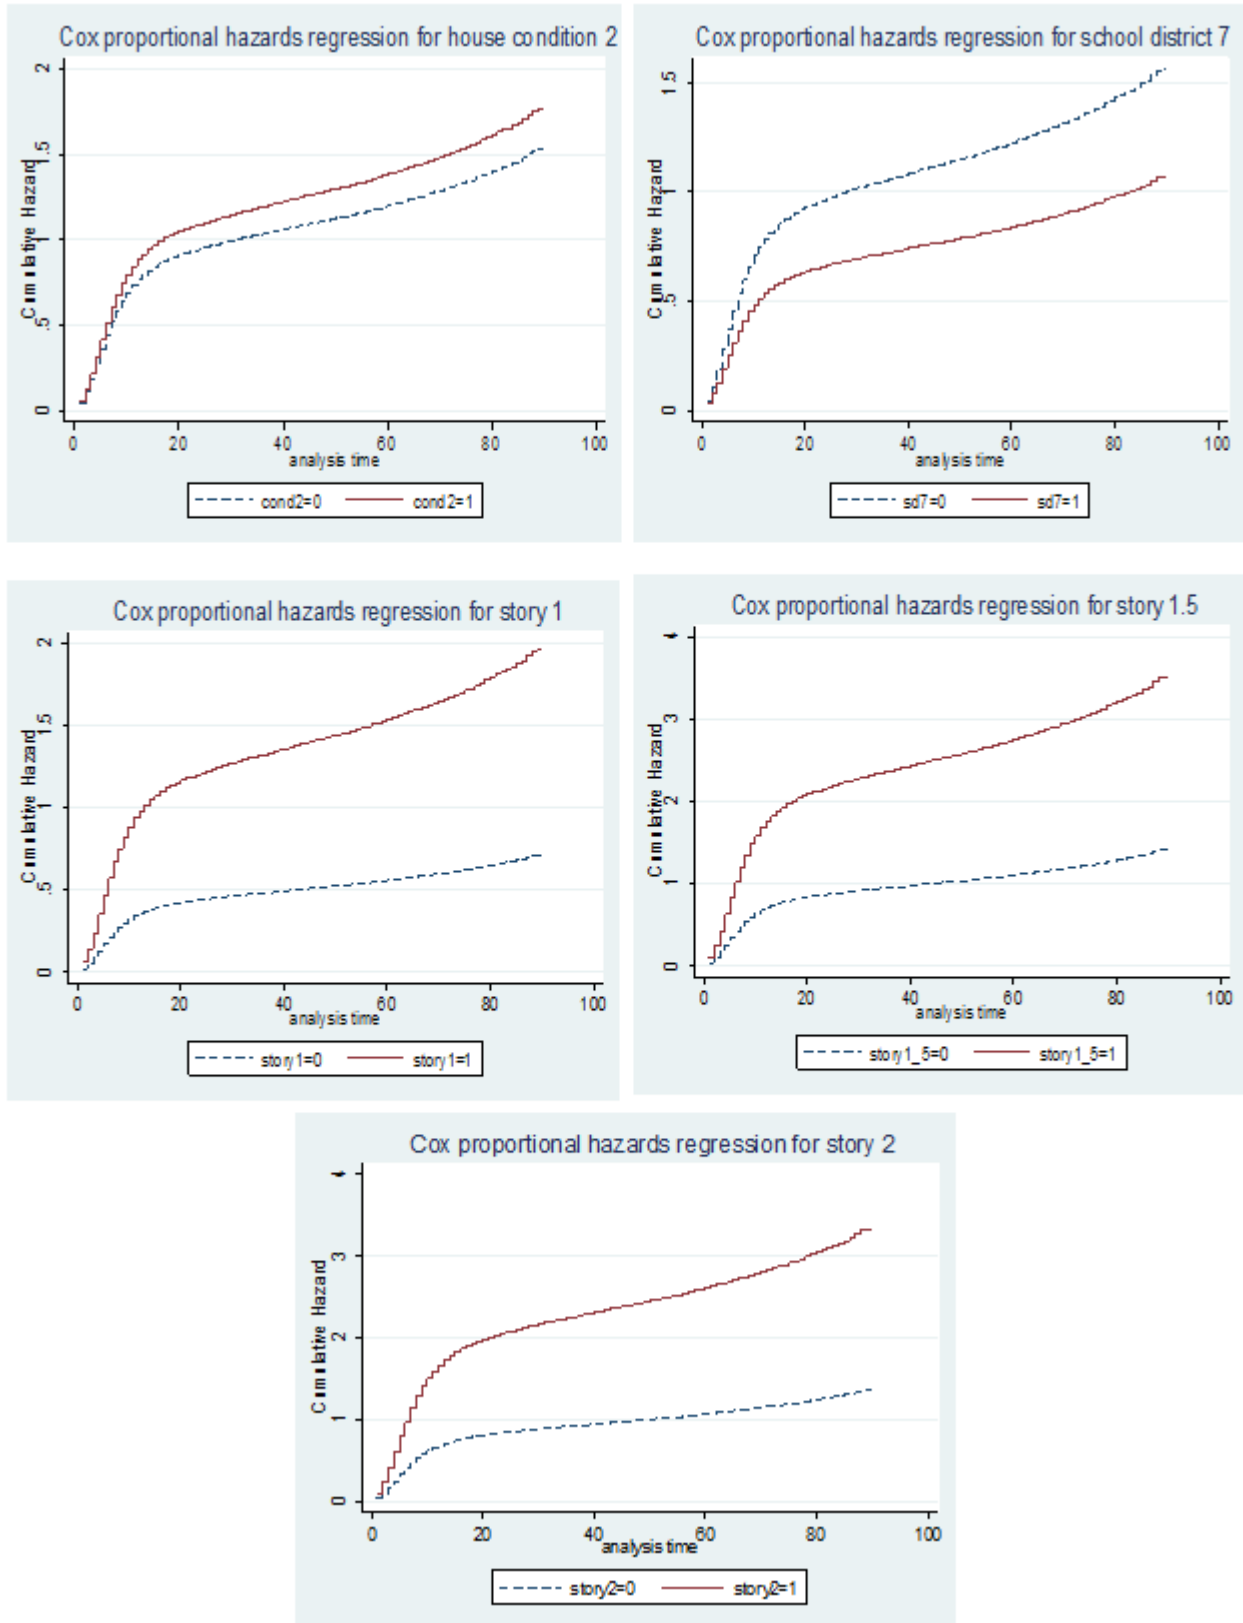 Cox proportional hazards regression for house condition 2
Cumulative Hazard
2
1.5
1
.5
0
0 20 40 60 80 100
analysis time
cond2=0 cond2=1
Cox proportional hazards regression for school district 7
Cumulative Hazard
1.5
1
.5
0
0 20 40 60 80 100
analysis time
sd7=0 sd7=1
Cox proportional hazards regression for story 1
Cumulative Hazard
2
1.5
1
.5
0
0 20 40 60 80 100
analysis time
story1=0 story1=1
Cox proportional hazards regression for story 1.5
Cumulative Hazard
4
3
2
1
0
0 20 40 60 80 100
analysis time
story1_5=0 story1_5=1
Cox proportional hazards regression for story 2
Cumulative Hazard
4
3
2
1
0
0 20 40 60 80 100
analysis time
story2=0 story2=1